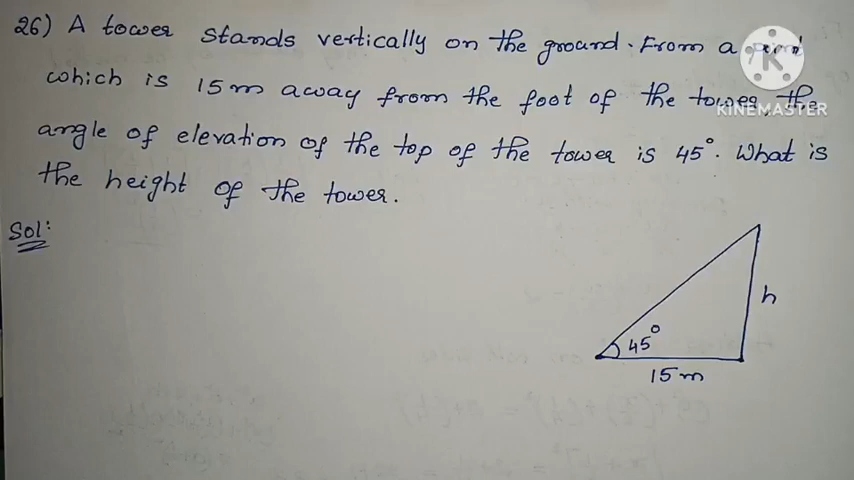 26) A tower stands vertically on the ground. From a
which is 15m away from the foot of the tower, the
KINEMASTER
angle of elevation of the top of the tower is 45°. What is
the height of the tower.
Sol:
h
45°
15m